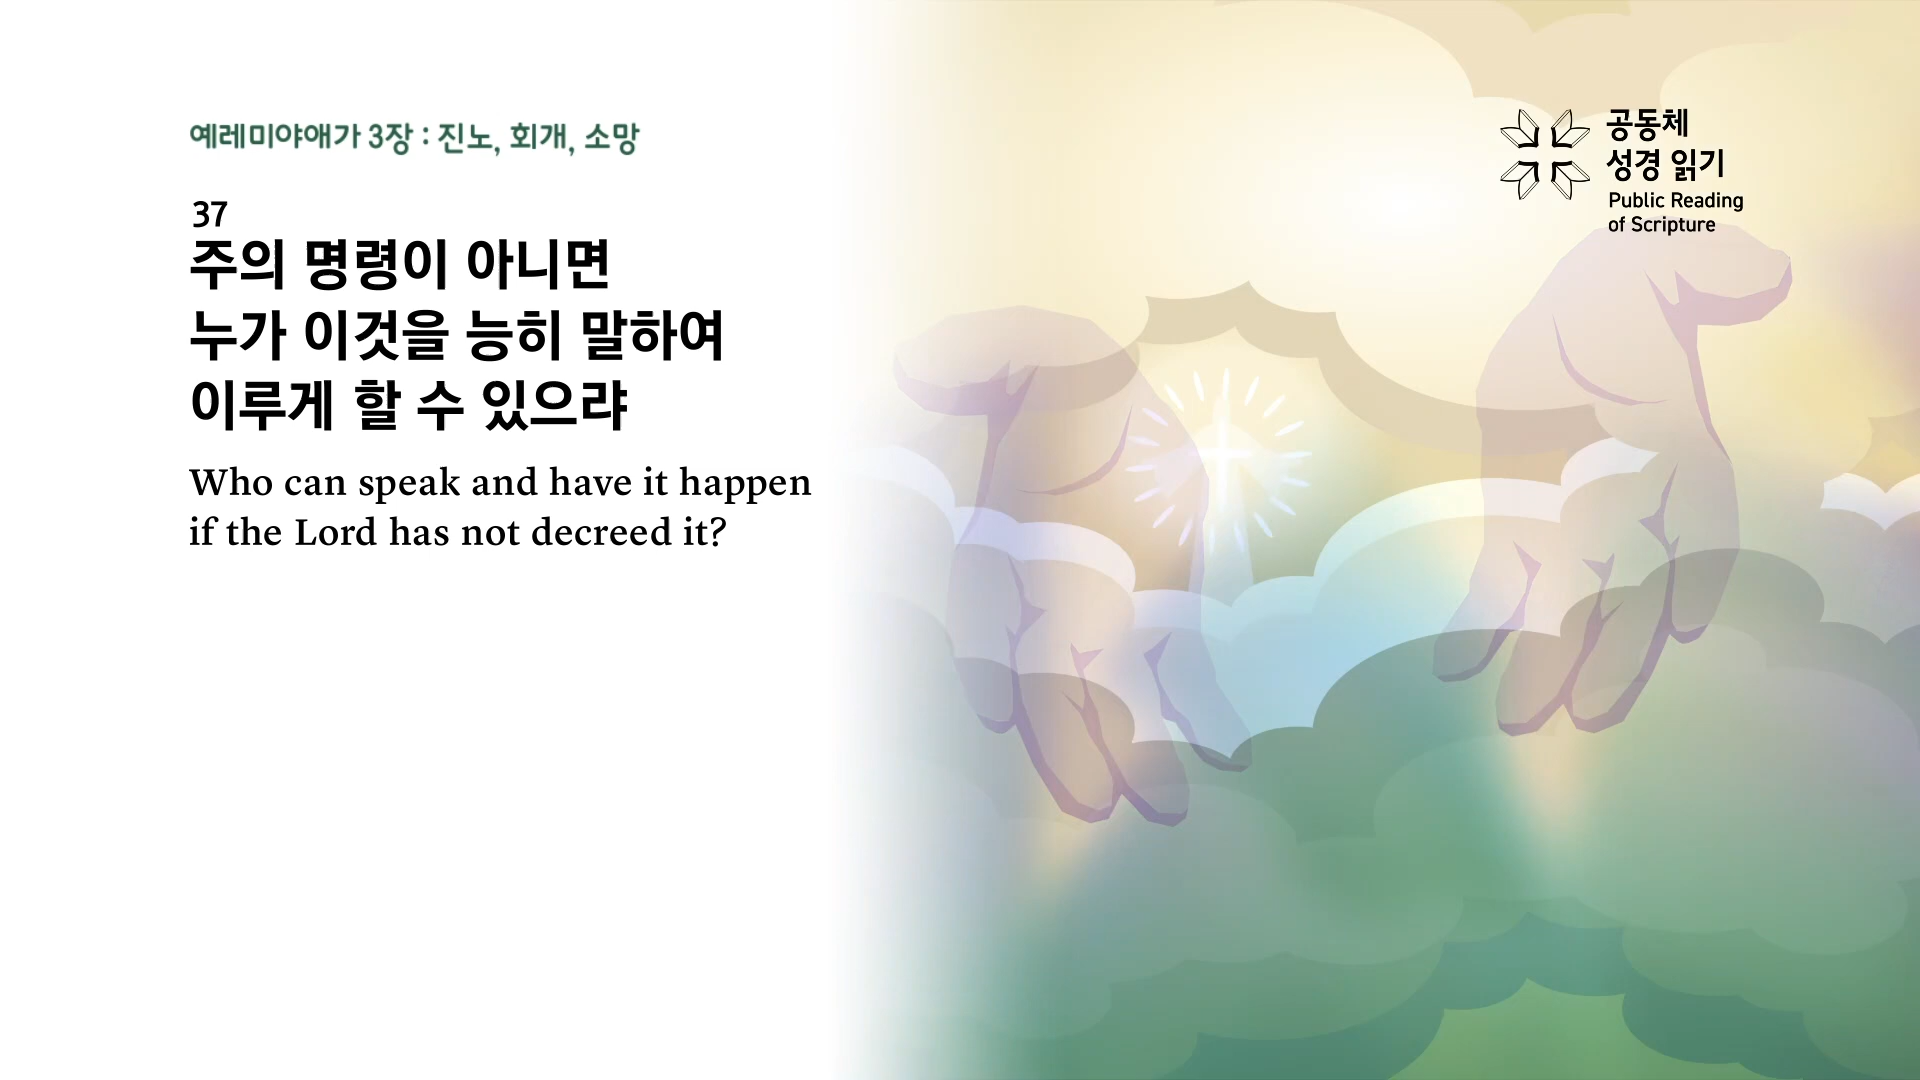 예레미야애가 3장 : 진노, 회개, 소망
37
주의 명령이 아니면
누가 이것을 능히 말하여
이루게 할 수 있으랴
Who can speak and have it happen
if the Lord has not decreed it?
공동체
성경 읽기
Public Reading
of Scripture